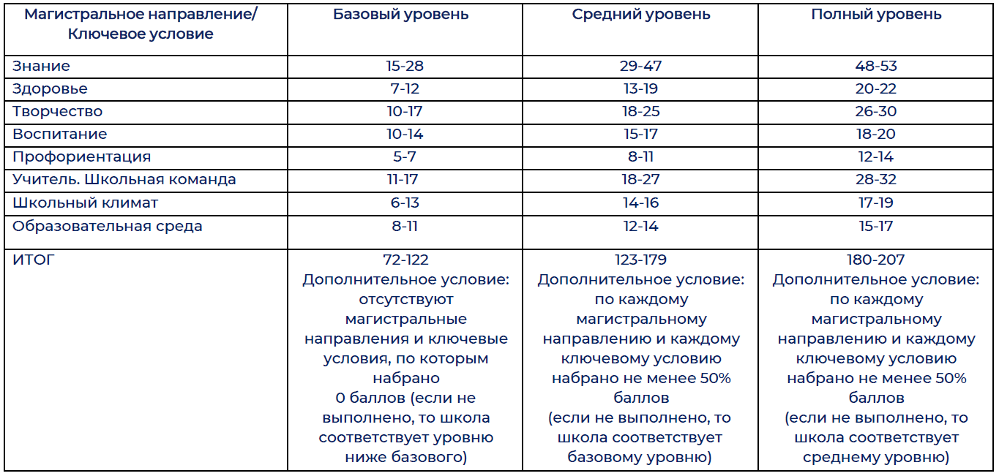 Магистральное направление/
Ключевое условие
Базовый уровень
Средний уровень
Полный уровень
Знание
15-28
29-47
48-53
Здоровье
7-12
13-19
20-22
Творчество
10-17
18-25
26-30
Воспитание
10-14
15-17
18-20
Профориентация
5-7
8-11
12-14
Учитель. Школьная команда
11-17
18-27
28-32
Школьный климат
6-13
14-16
17-19
Образовательная среда
8-11
12-14
15-17
ИТОГ
72-122
Дополнительное условие:
отсутствуют
магистральные
направления и ключевые
условия, по которым
набрано
0 баллов (если не
выполнено, то школа
соответствует уровню
ниже базового)
123-179
Дополнительное условие:
по каждому
магистральному
направлению и каждому
ключевому условию
набрано не менее 50%
баллов
(если не выполнено, то
школа соответствует
базовому уровню)
180-207
Дополнительное условие:
по каждому
магистральному
направлению и каждому
ключевому условию
набрано не менее 50%
баллов
(если не выполнено, то
школа соответствует
среднему уровню)